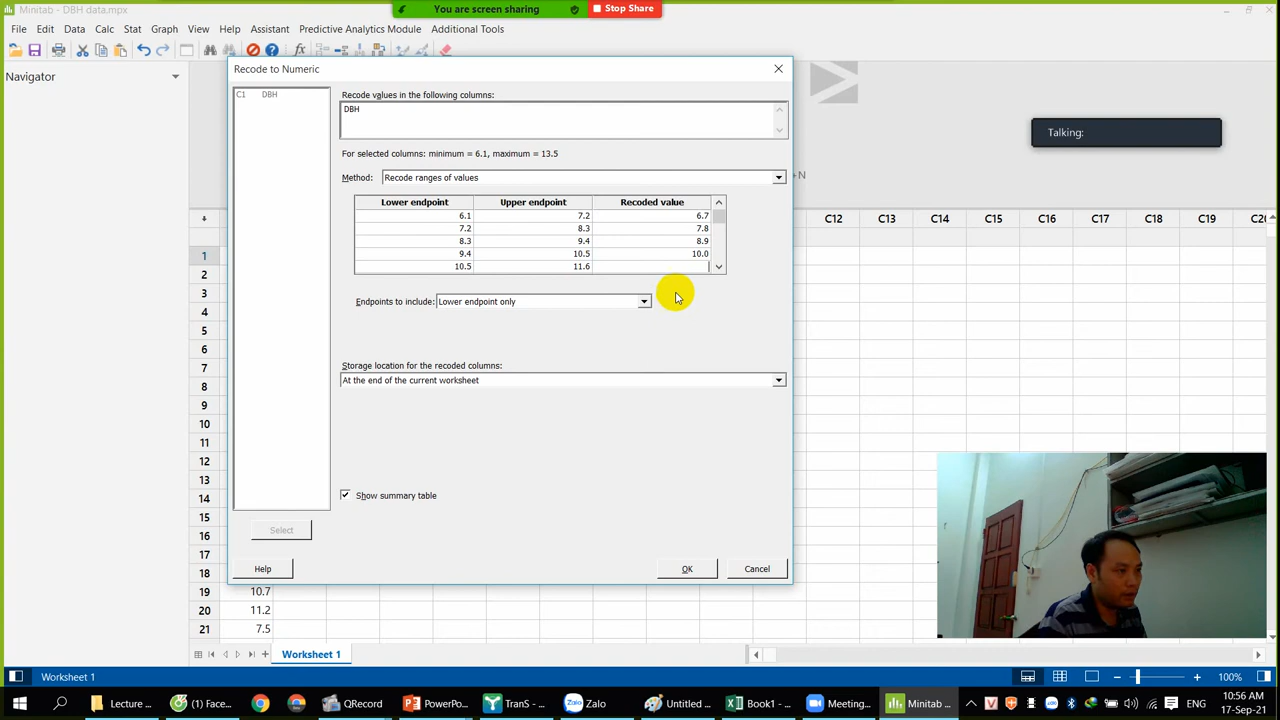 You are screen sharing
Stop Share
Minitab - DBH data.mpx
File Edit Data Calc Stat Graph View Help Assistant Predictive Analytics Module Additional Tools
Navigator
Recode to Numeric
C1 DBH
Recode values in the following columns:
DBH
For selected columns: minimum = 6.1, maximum = 13.5
Method: Recode ranges of values
Lower endpoint Upper endpoint Recoded value
6.1 7.2 6.7
7.2 8.3 7.8
8.3 9.4 8.9
9.4 10.5 10.0
10.5 11.6
Endpoints to include: Lower endpoint only
Storage location for the recoded columns:
At the end of the current worksheet
Show summary table
Select
Help OK Cancel
Talking:
+N
C12 C13 C14 C15 C16 C17 C18 C19 C20
1
2
3
4
5
6
7
8
9
10
11
12
13
14
15
16
17
18
19 10.7
20 11.2
21 7.5
Worksheet 1
Worksheet 1
100%
Lecture ... (1) Face... QRecord PowerPo... TranS - ... Zalo Untitled ... Book1 - ... Meeting... Minitab ...
ENG
10:56 AM
17-Sep-21